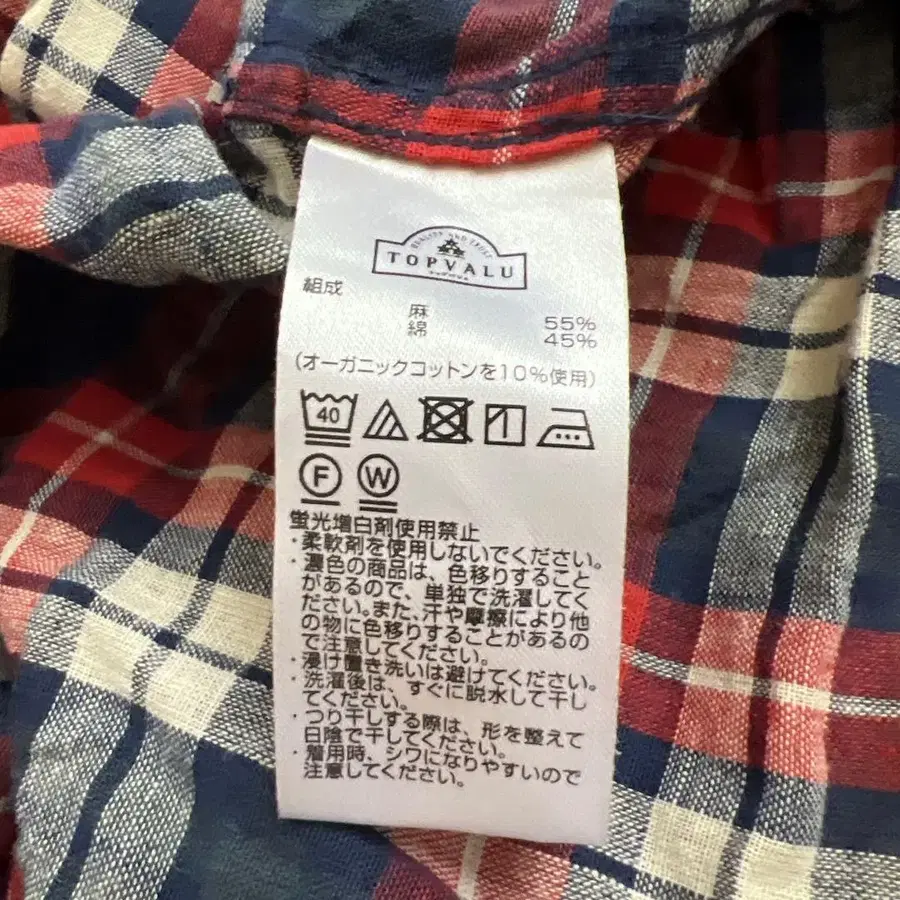 QUALITY AND TRUST
TOPVALU
組成
麻 55%
綿 45%
(オーガニックコットンを10%使用)
40
F W
蛍光増白剤使用禁止
・柔軟剤を使用しないでください。
・濃色の商品は、色移りすること
があるので、単独で洗濯してく
ださい。また、汗や摩擦により他
の物に色移りすることがあるの
で注意してください。
・浸け置き洗いは避けてください。
・洗濯後は、すぐに脱水して干し
てください。
・つり干しする際は、形を整えて
日陰で干してください。
・着用時、シワになりやすいので
注意してください。